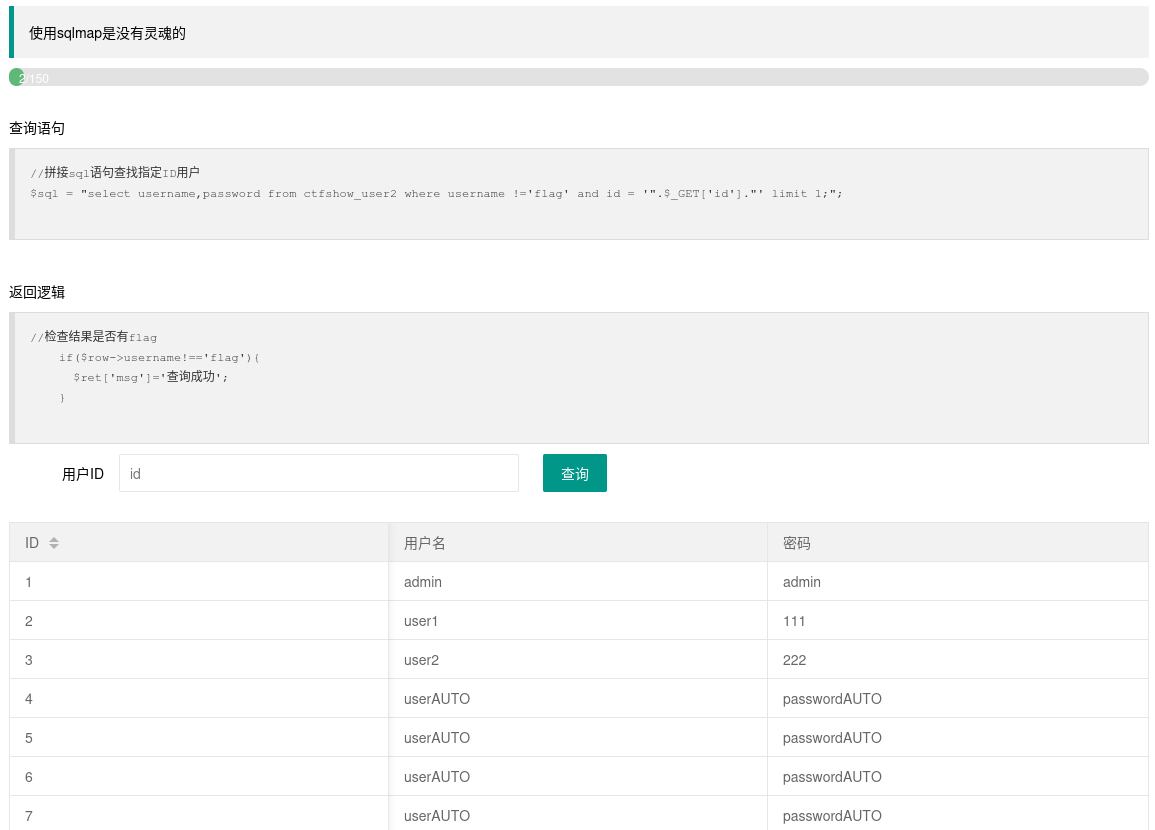 使用sqlmap是没有灵魂的
2/150
查询语句
//拼接sql语句查找指定ID用户
$sql = "select username,password from ctfshow_user2 where username !='flag' and id = '".$_GET['id']."' limit 1;";
返回逻辑
//检查结果是否有flag
if($row->username!=='flag'){
$ret['msg']='查询成功';
}
用户ID id 查询
ID 用户名 密码
1 admin admin
2 user1 111
3 user2 222
4 userAUTO passwordAUTO
5 userAUTO passwordAUTO
6 userAUTO passwordAUTO
7 userAUTO passwordAUTO